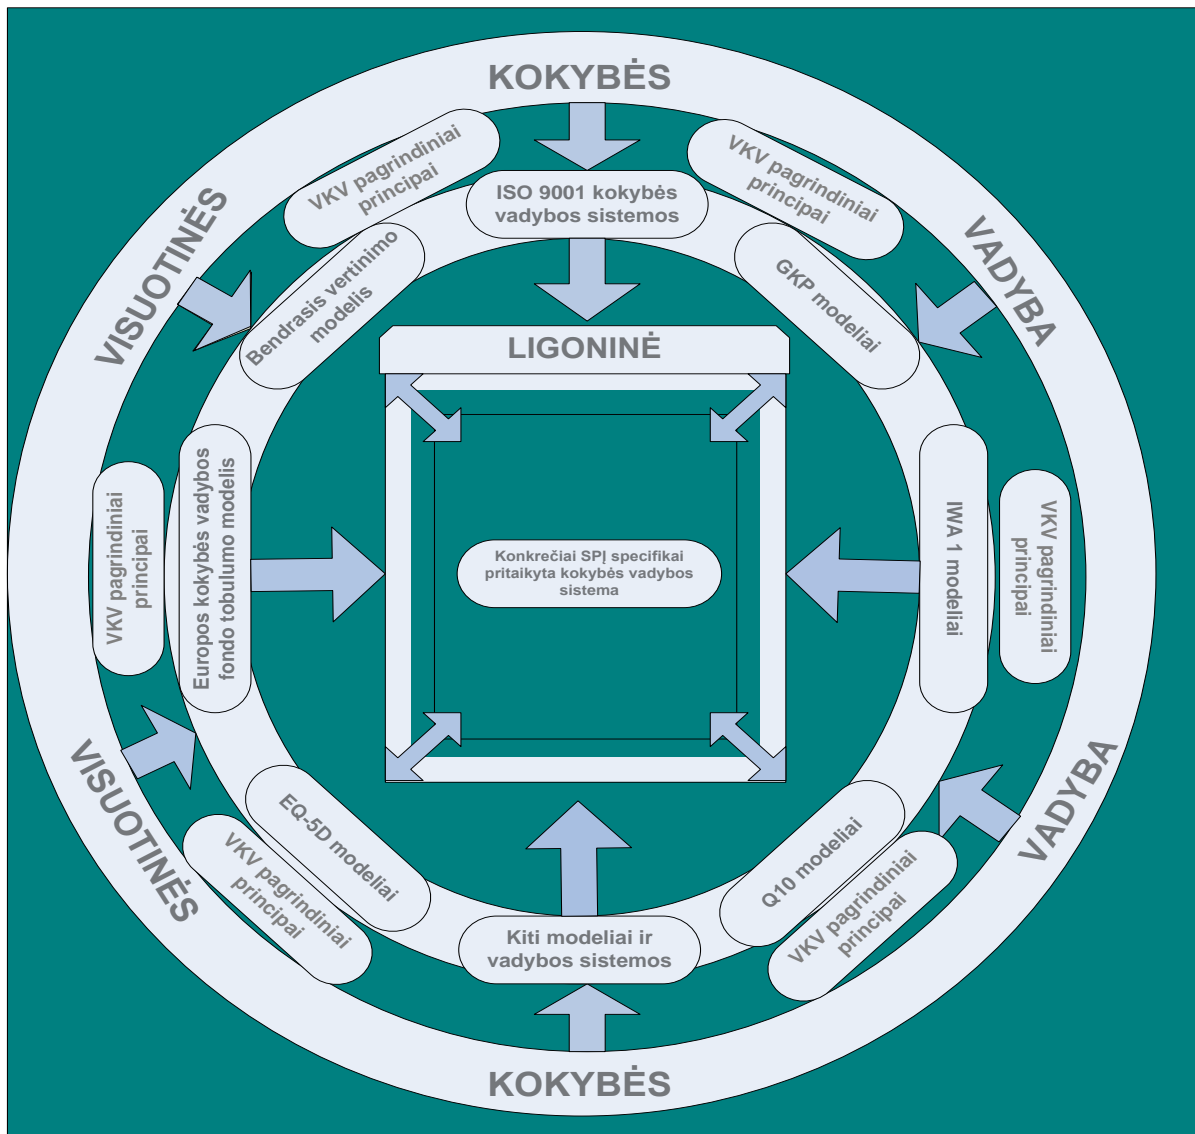 KOKYBĖS
VKV pagrindiniai
principai
VKV pagrindiniai
principai
ISO 9001 kokybės
vadybos sistemos
VISUOTINĖS
VADYBA
Bendrasis vertinimo
modelis
GKP modeliai
LIGONINĖ
VKV pagrindiniai
principai
Europos kokybės vadybos
fondo tobulumo modelis
Konkrečiai SPĮ specifikai
pritaikyta kokybės vadybos
sistema
IWA 1 modeliai
VKV pagrindiniai
principai
VISUOTINĖS
VADYBA
EQ-5D modeliai
VKV pagrindiniai
principai
Q10 modeliai
VKV pagrindiniai
principai
Kiti modeliai ir
vadybos sistemos
KOKYBĖS